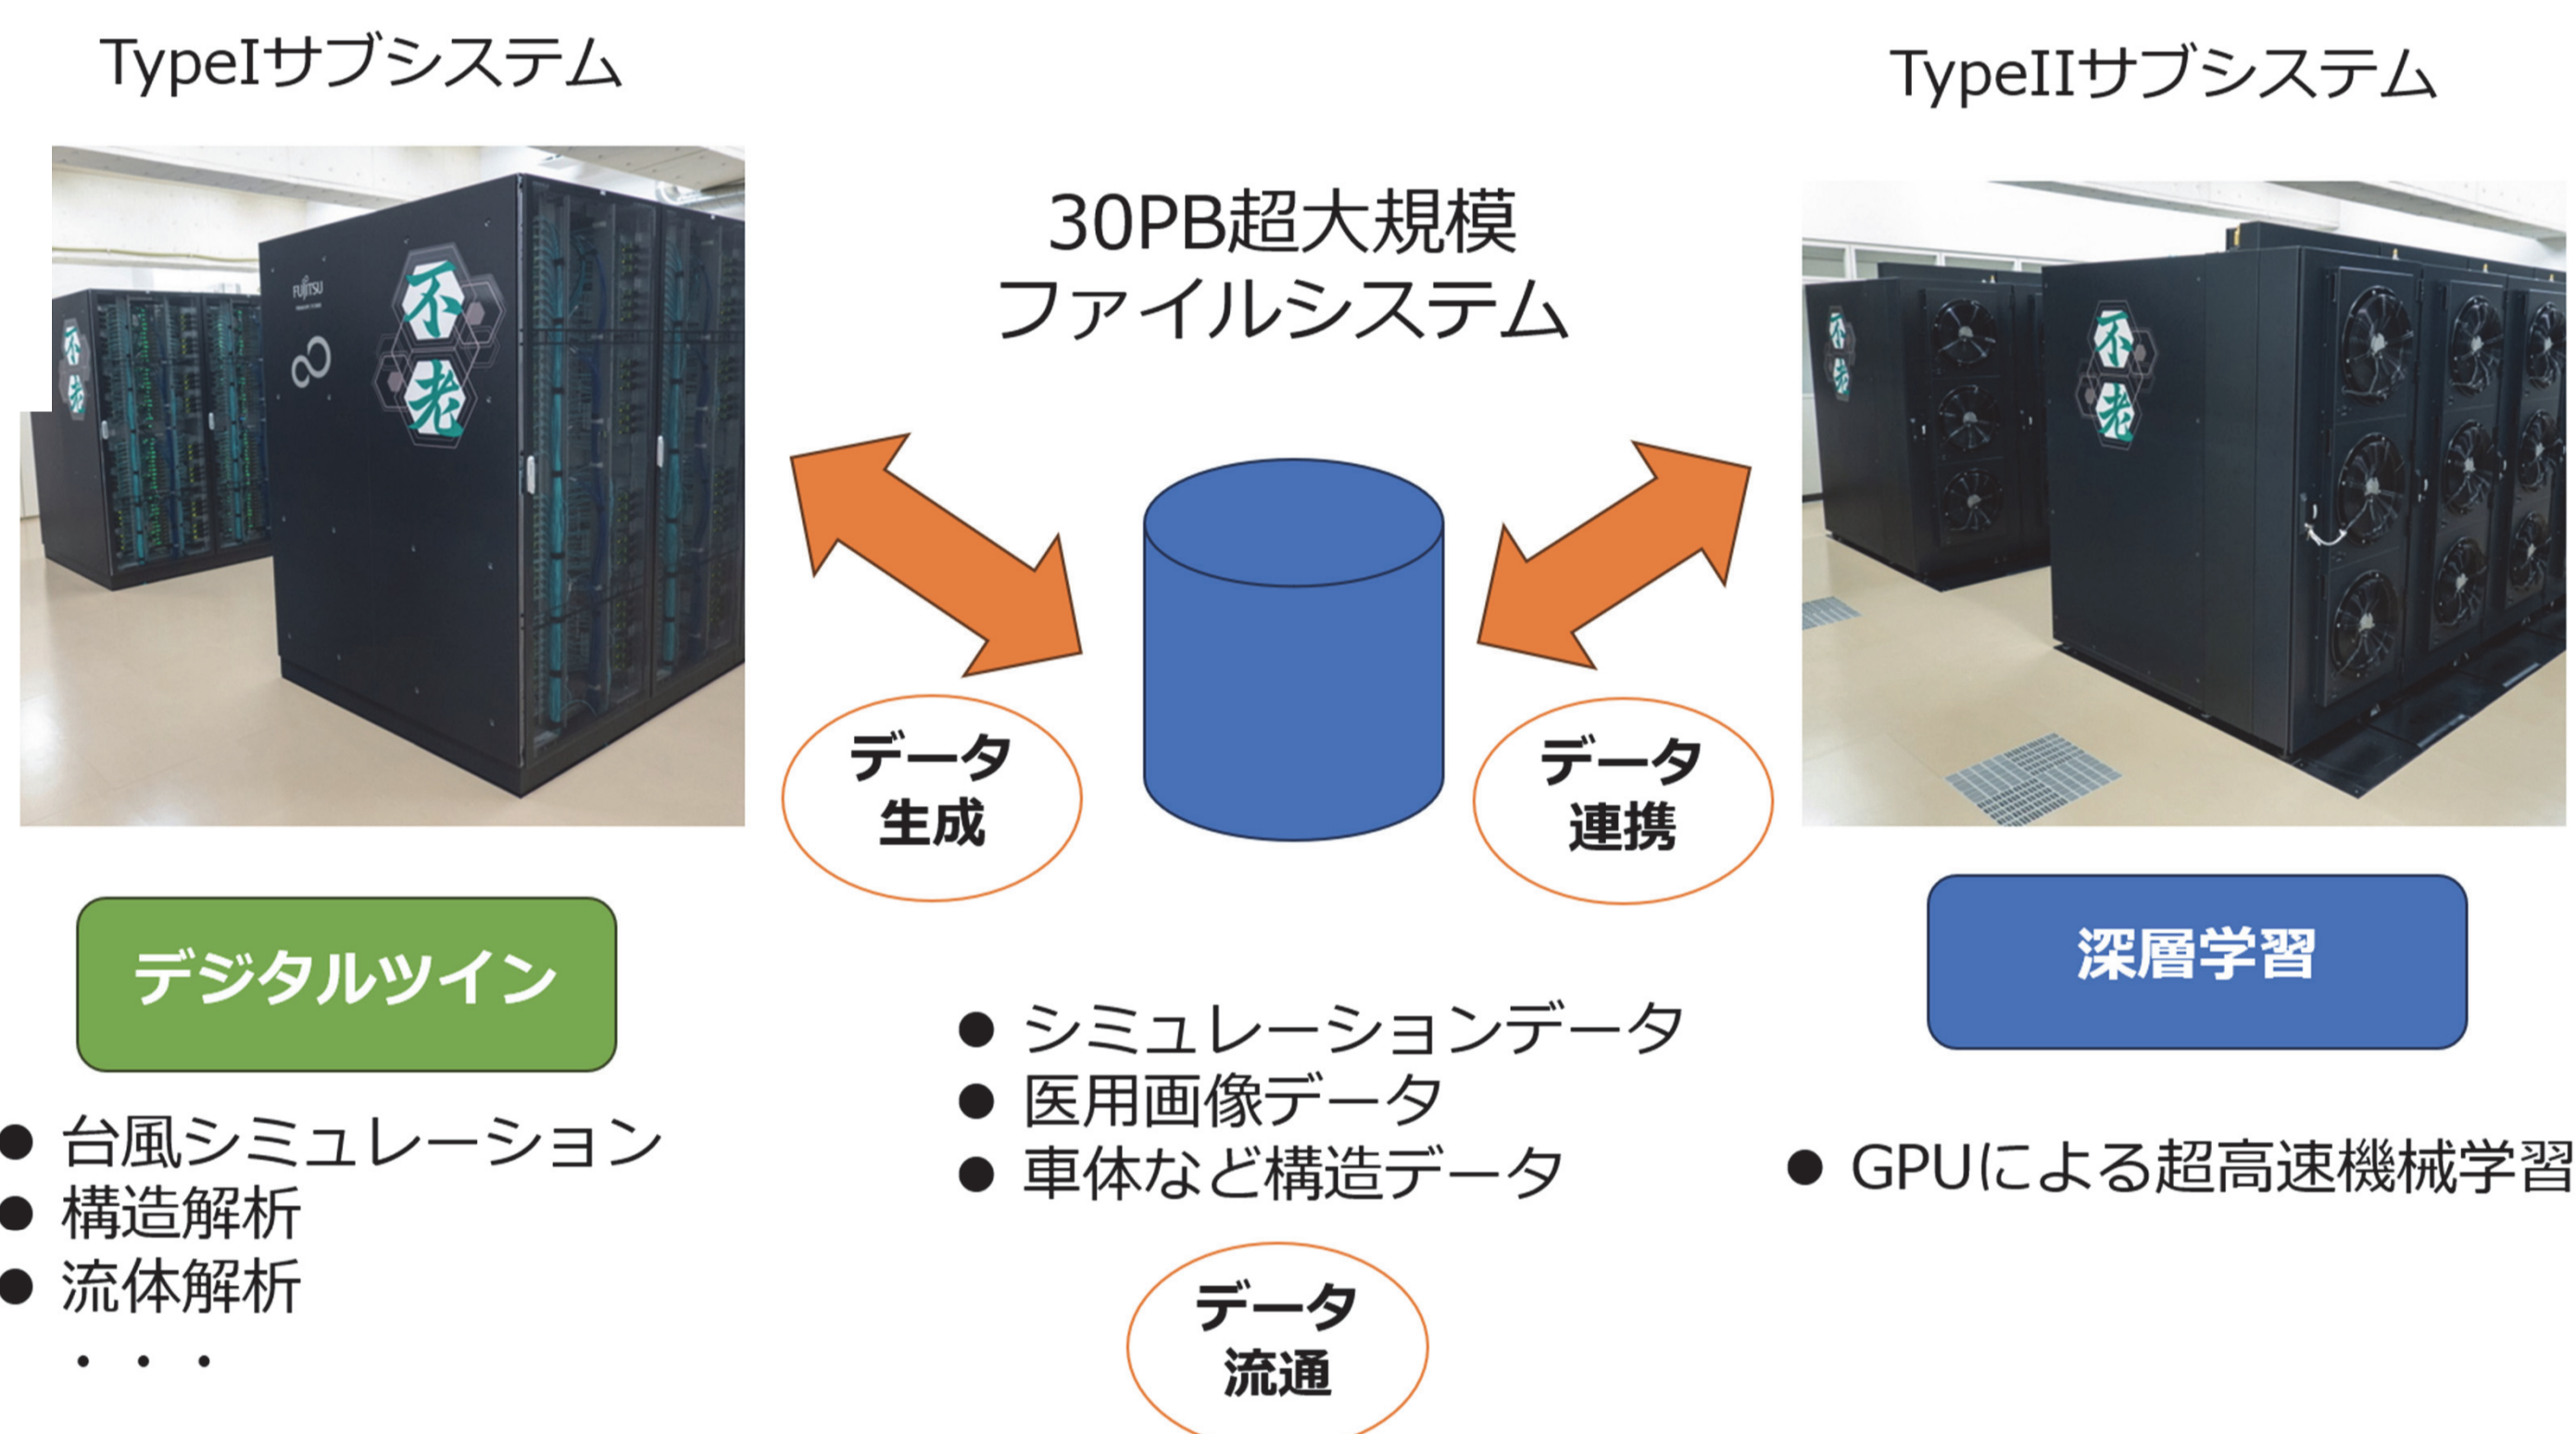 TypeIサブシステム
TypeIIサブシステム
30PB超大規模
ファイルシステム
FUJITSU
不
老
不
老
不
老
不
老
データ
生成
データ
連携
デジタルツイン
深層学習
● 台風シミュレーション
● 構造解析
● 流体解析
・・・
● シミュレーションデータ
● 医用画像データ
● 車体など構造データ
● GPUによる超高速機械学習
データ
流通